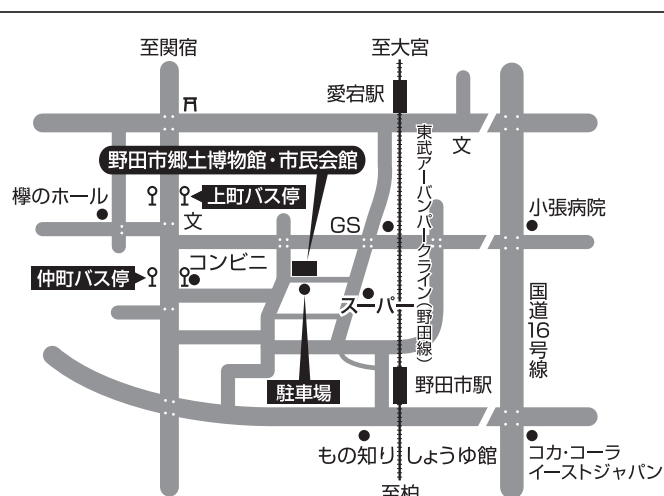 至関宿
至大宮
愛宕駅
東武アーバンパークライン(野田線)
文
野田市郷土博物館・市民会館
欅のホール
上町バス停
文
GS
小張病院
仲町バス停
コンビニ
スーパー
国道16号線
駐車場
野田市駅
もの知りしょうゆ館
コカ・コーラ
イーストジャパン
至柏